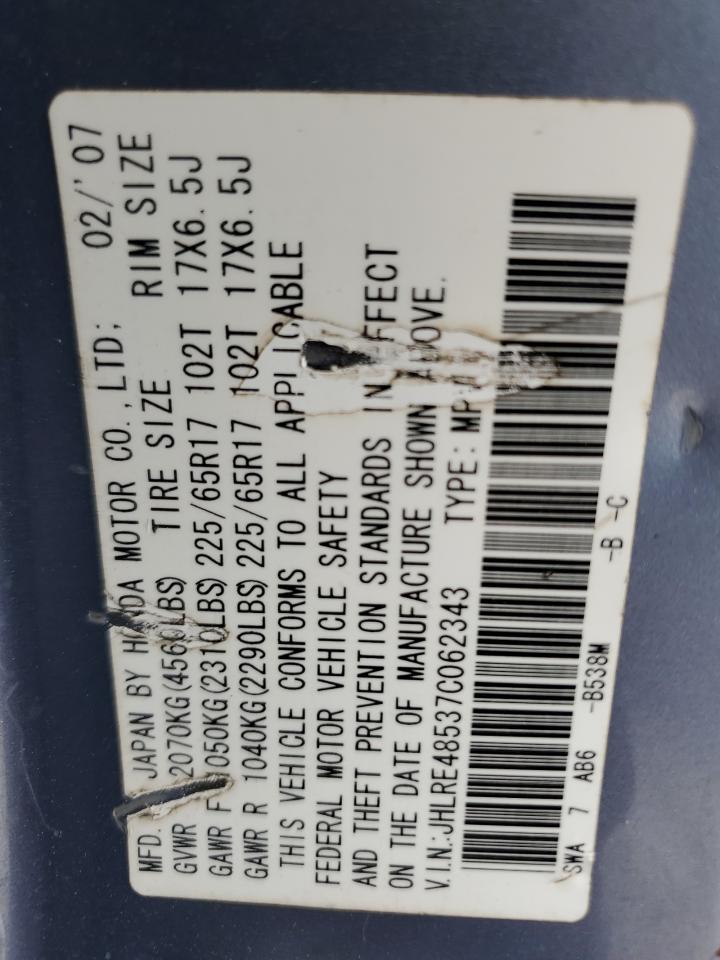 MFD. JAPAN BY HONDA MOTOR CO., LTD; 02/'07
GVWR 2070KG(4560LBS) TIRE SIZE RIM SIZE
GAWR F 1050KG(2310LBS) 225/65R17 102T 17X6.5J
GAWR R 1040KG(2290LBS) 225/65R17 102T 17X6.5J
THIS VEHICLE CONFORMS TO ALL APPLICABLE
FEDERAL MOTOR VEHICLE SAFETY
AND THEFT PREVENTION STANDARDS IN EFFECT
ON THE DATE OF MANUFACTURE SHOWN ABOVE.
V.I.N.:JHLRE48537C062343 TYPE:
SWA 7 AB6 -B538M -B -C